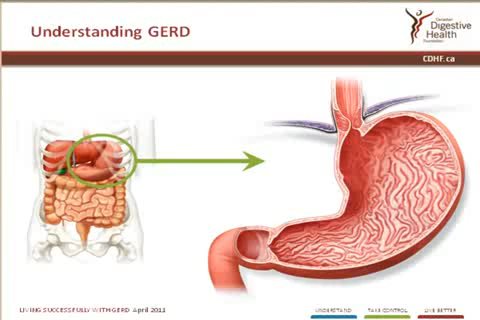 Understanding GERD
Canadian
Digestive
Health
Foundation
CDHF.ca
LIVING SUCCESSFULLY WITH GERD April 2011
UNDERSTAND
TAKE CONTROL
LIVE BETTER